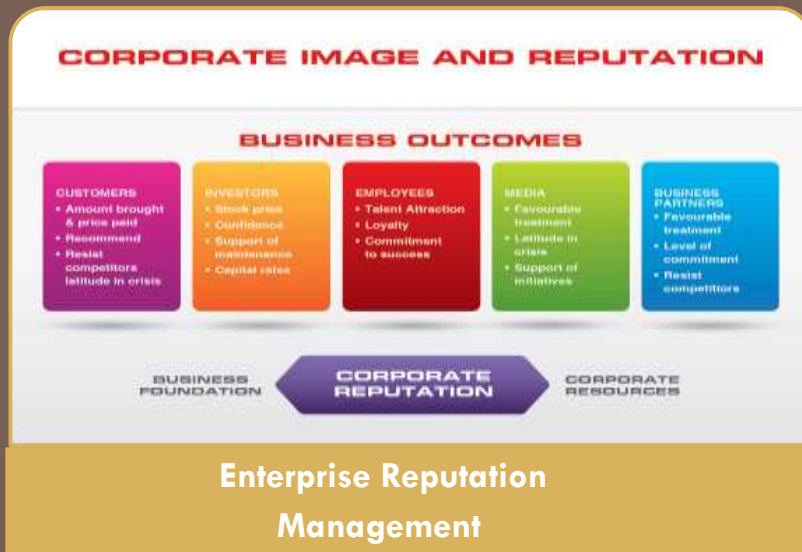 CORPORATE IMAGE AND REPUTATION
BUSINESS OUTCOMES
CUSTOMERS
• Amount brought
& price paid
• Recommend
• Resist
competitors
latitude in crisis
INVESTORS
• Stock price
• Confidence
• Support of
maintenance
• Capital rates
EMPLOYEES
• Talent Attraction
• Loyalty
• Commitment
to success
MEDIA
• Favourable
treatment
• Latitude in
crisis
• Support of
initiatives
BUSINESS
PARTNERS
• Favourable
treatment
• Level of
commitment
• Resist
competitiors
BUSINESS
FOUNDATION
CORPORATE
REPUTATION
CORPORATE
RESOURCES
Enterprise Reputation
Management